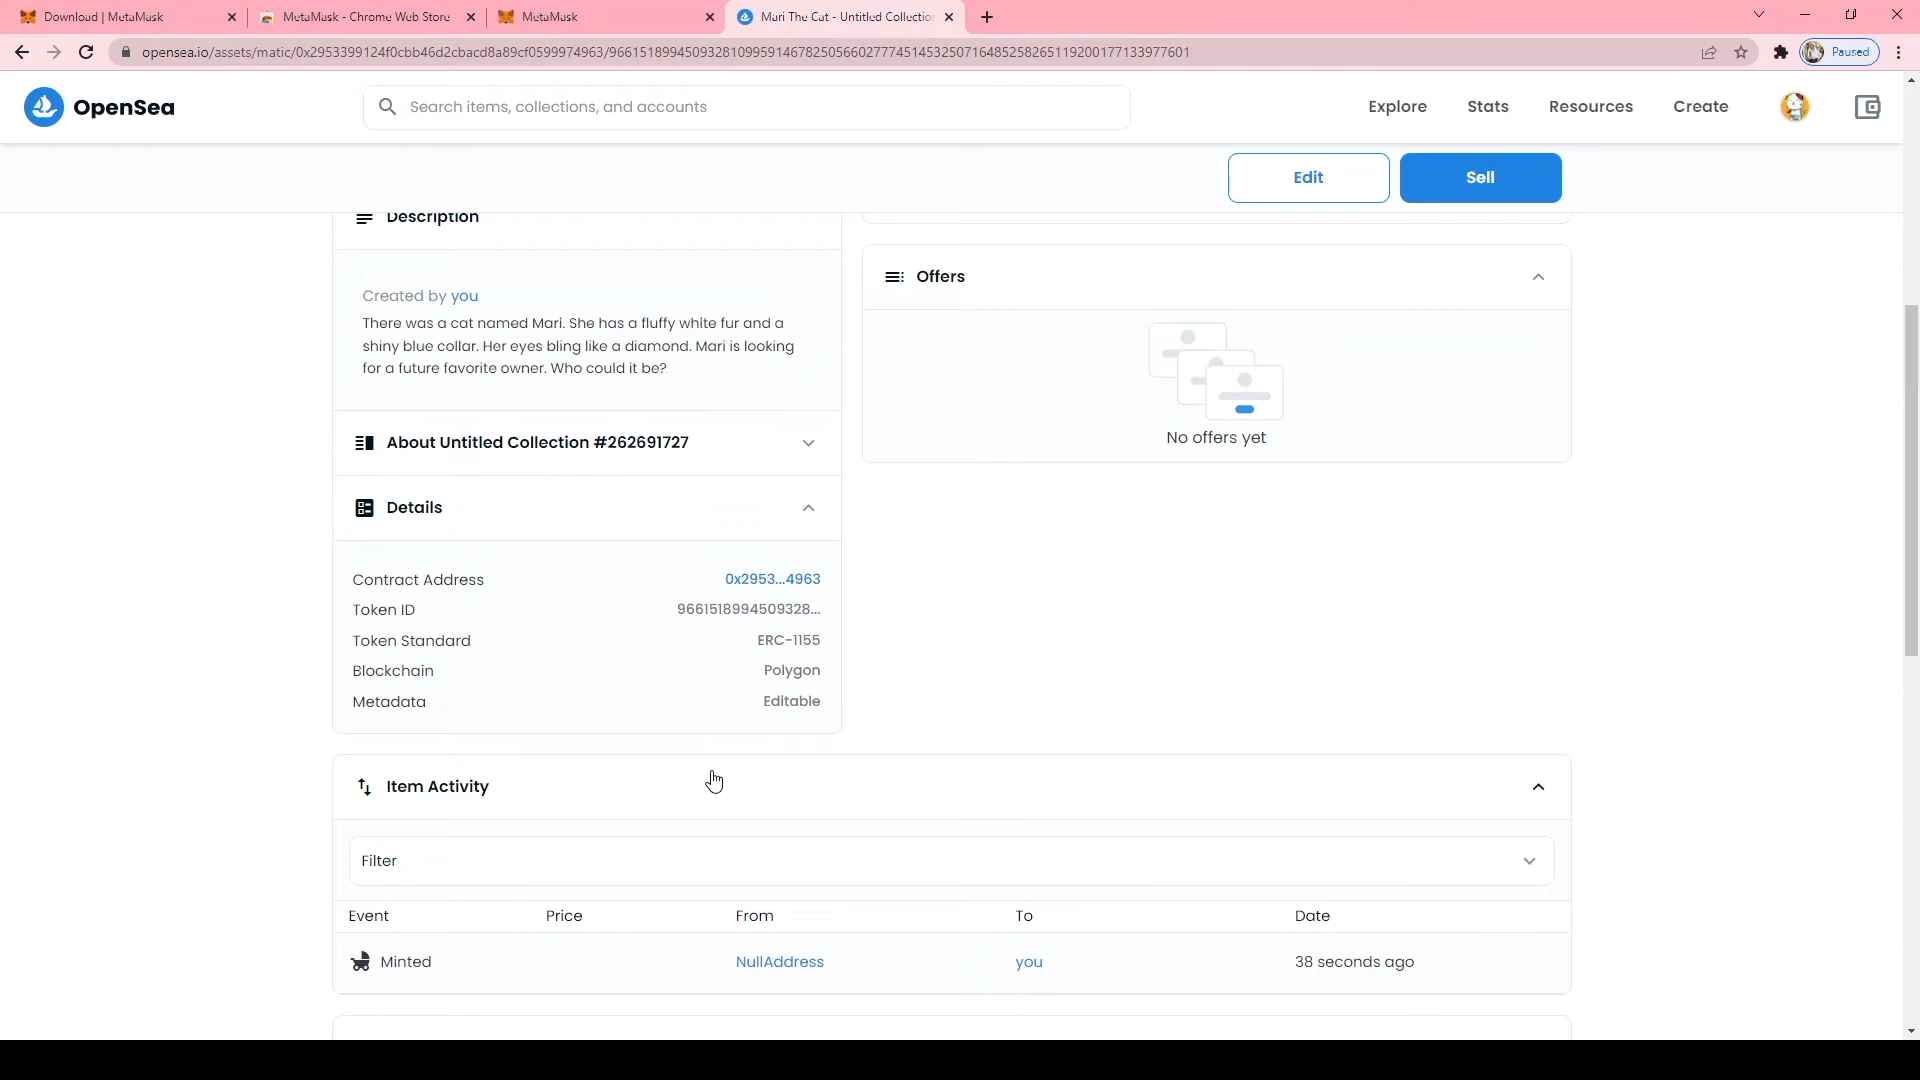 Download | MetaMask
MetaMask - Chrome Web Store
MetaMask
Mari The Cat - Untitled Collection
opensea.io/assets/matic/0x2953399124f0cbb46d2cbacd8a89cf0599974963/96615189945093281099591467825056602777451453250716485258265119200177133977601
Paused
OpenSea
Search items, collections, and accounts
Explore
Stats
Resources
Create
Edit
Sell
Description
Created by you
There was a cat named Mari. She has a fluffy white fur and a
shiny blue collar. Her eyes bling like a diamond. Mari is looking
for a future favorite owner. Who could it be?
Offers
No offers yet
About Untitled Collection #262691727
Details
Contract Address 0x2953...4963
Token ID 9661518994509328...
Token Standard ERC-1155
Blockchain Polygon
Metadata Editable
Item Activity
Filter
Event Price From To Date
Minted NullAddress you 38 seconds ago